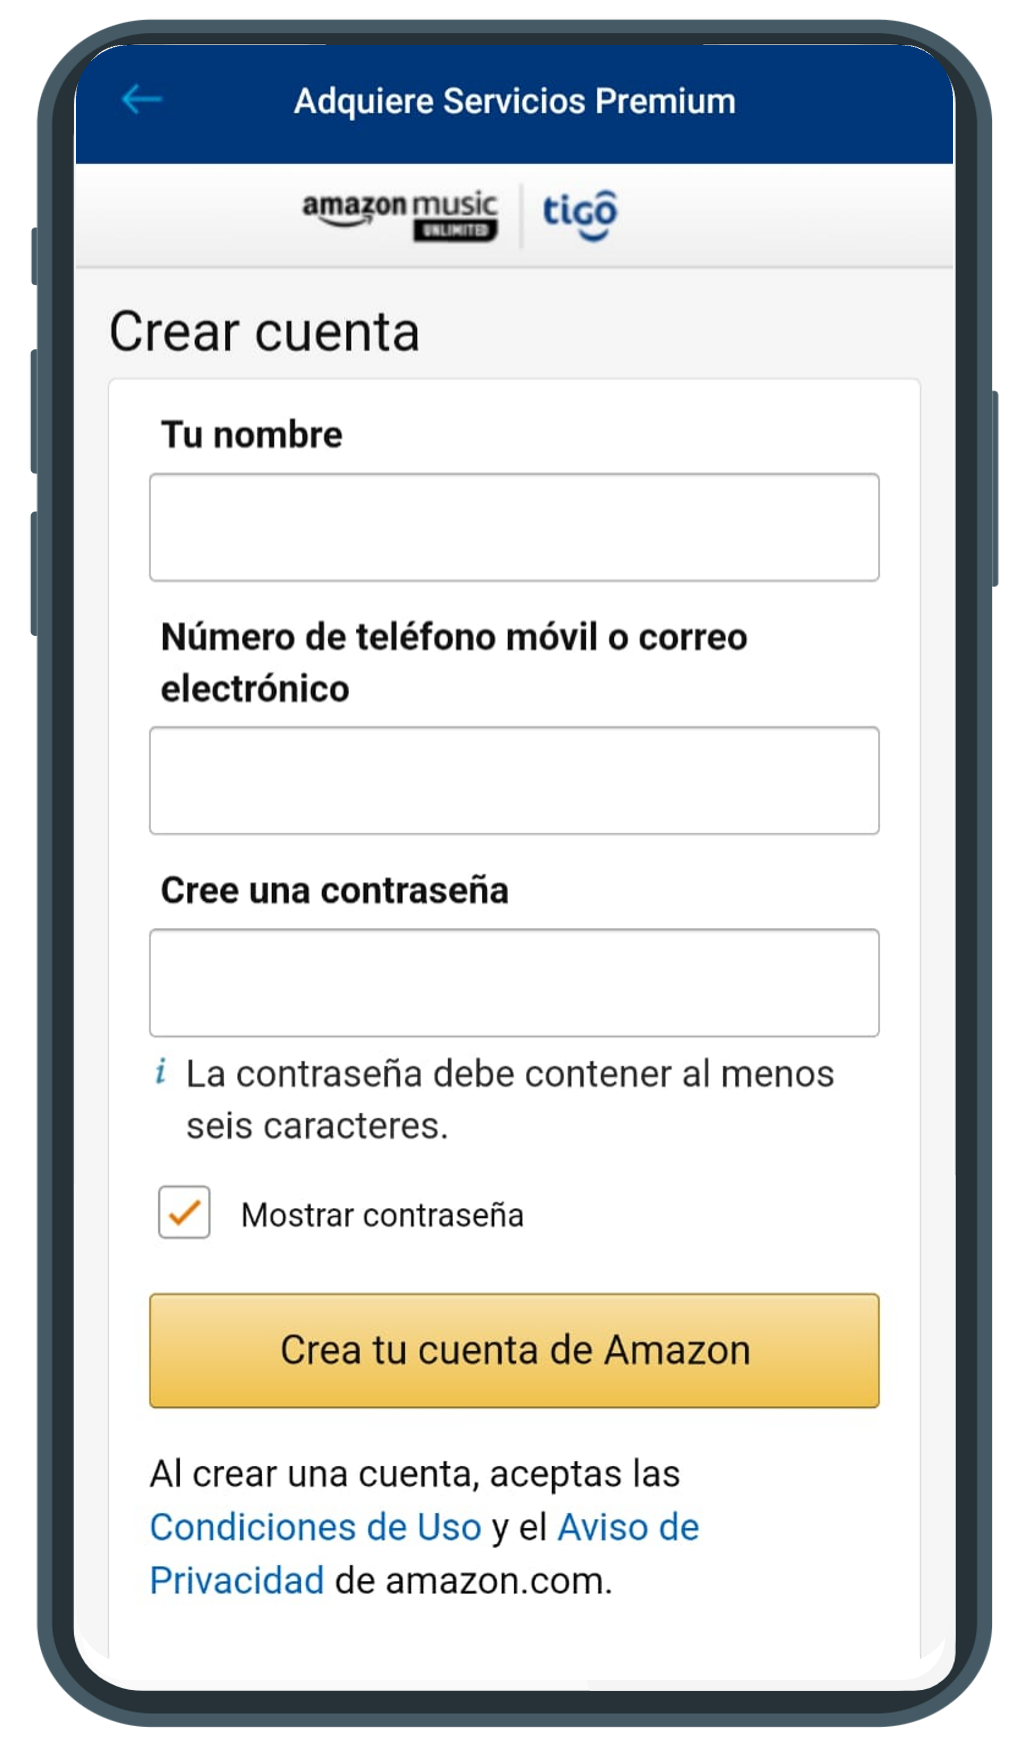 Adquiere Servicios Premium
amazon music
UNLIMITED
tigo
Crear cuenta
Tu nombre
Número de teléfono móvil o correo
electrónico
Cree una contraseña
i La contraseña debe contener al menos
seis caracteres.
Mostrar contraseña
Crea tu cuenta de Amazon
Al crear una cuenta, aceptas las
Condiciones de Uso y el Aviso de
Privacidad de amazon.com.